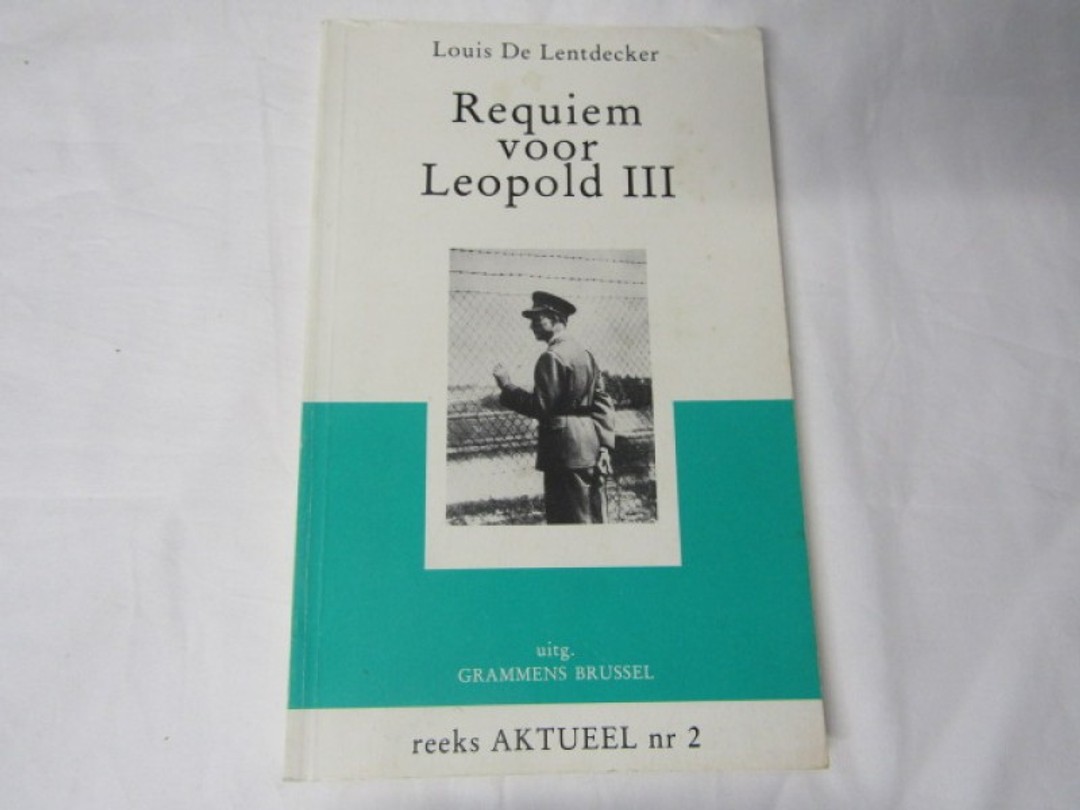 Louis De Lentdecker
Requiem
voor
Leopold III
uitg.
GRAMMENS BRUSSEL
reeks AKTUEEL nr 2